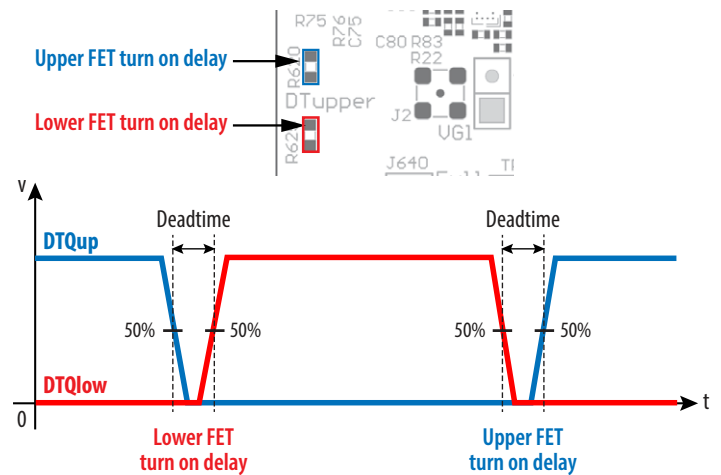 R75
R76
C75
C80 R83
R22
Upper FET turn on delay
R610
DTupper
Lower FET turn on delay
J2
VG1
J640
v
Deadtime
Deadtime
DTQup
50%
50%
50%
50%
DTQlow
0
t
Lower FET
turn on delay
Upper FET
turn on delay